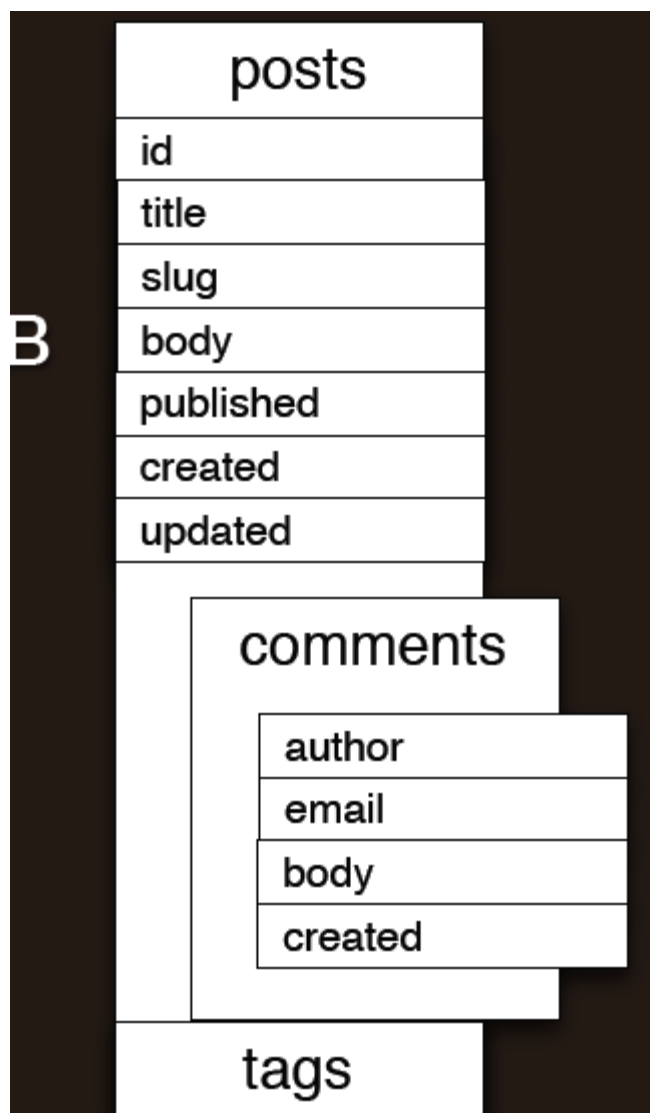 posts
id
title
slug
B
body
published
created
updated
comments
author
email
body
created
tags